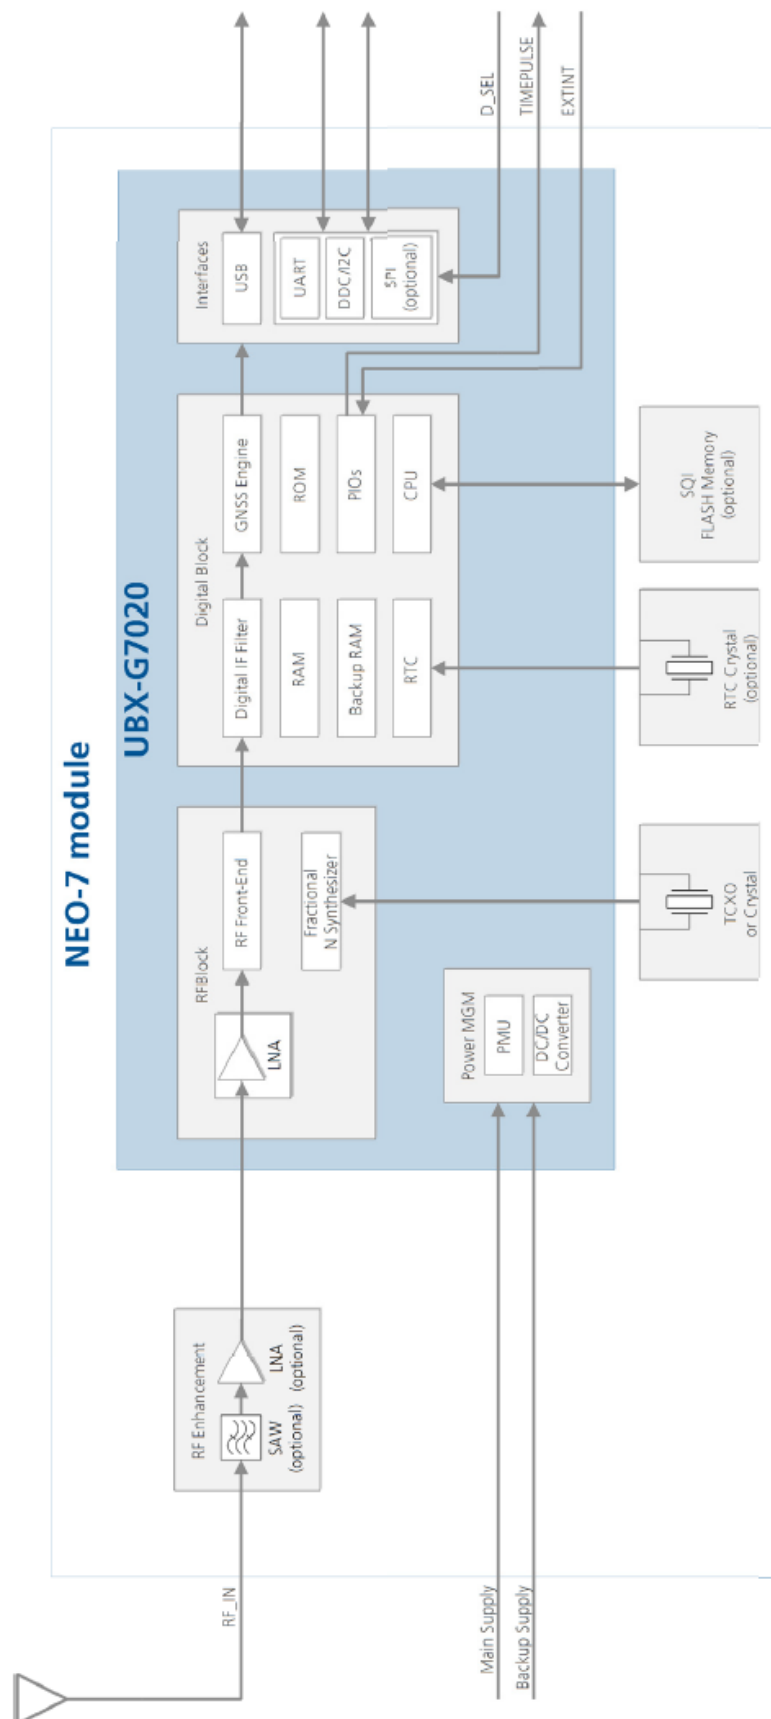 NEO-7 module
UBX-G7020
RF_IN
RF Enhancement
SAW
(optional)
LNA
(optional)
RFBlock
LNA
RF Front-End
Fractional
N Synthesizer
Digital Block
Digital IF Filter
GNSS Engine
RAM
ROM
Backup RAM
PIOs
RTC
CPU
Interfaces
USB
UART
DDC/I2C
SPI
(optional)
D_SEL
TIMEPULSE
EXTINT
Main Supply
Backup Supply
Power MGM
PMU
DC/DC
Converter
TCXO
or Crystal
RTC Crystal
(optional)
SQI
FLASH Memory
(optional)